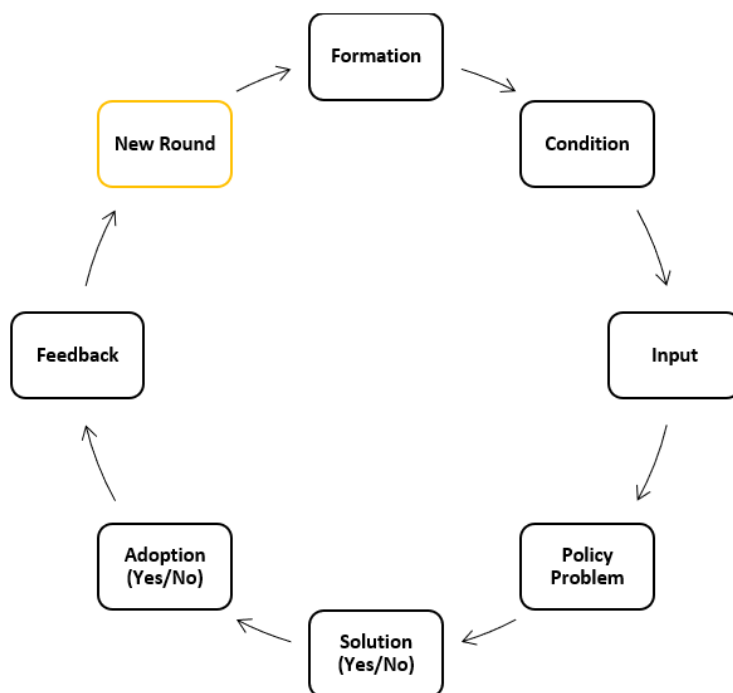 Formation
Condition
Input
Policy
Problem
Solution
(Yes/No)
Adoption
(Yes/No)
Feedback
New Round